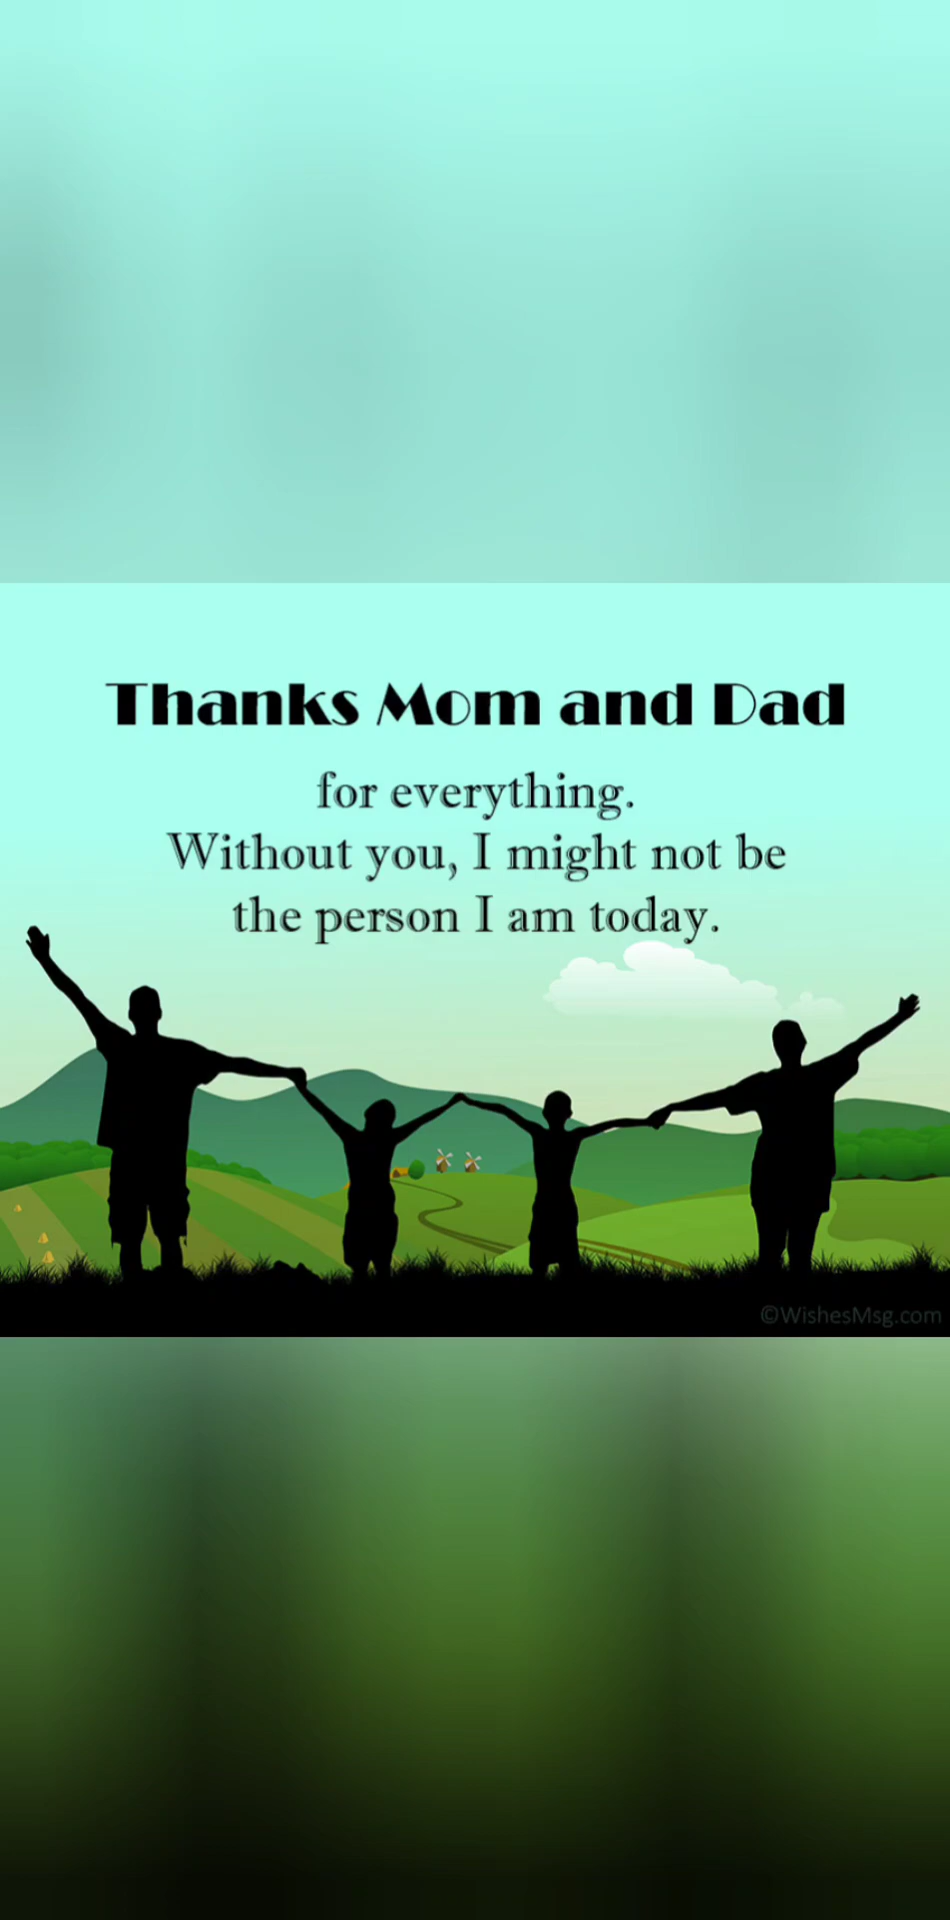 Thanks Mom and Dad
for everything.
Without you, I might not be
the person I am today.
©WishesMsg.com